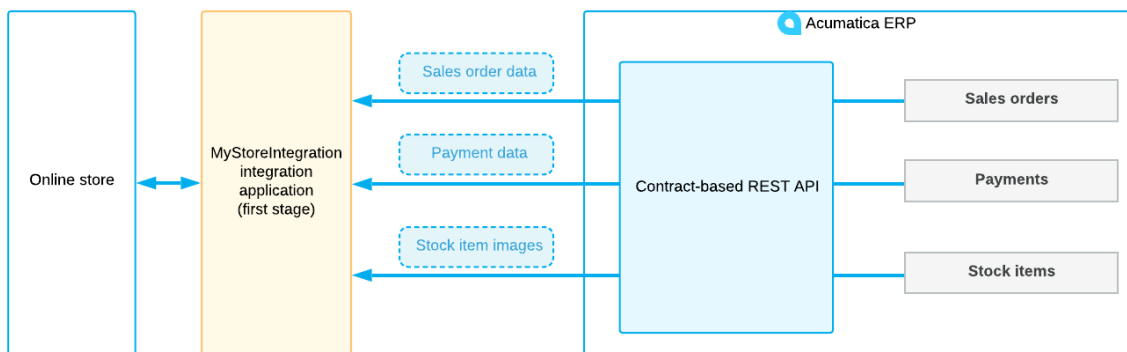 Acumatica ERP
Online store
MyStoreIntegration
integration
application
(first stage)
Sales order data
Payment data
Stock item images
Contract-based REST API
Sales orders
Payments
Stock items